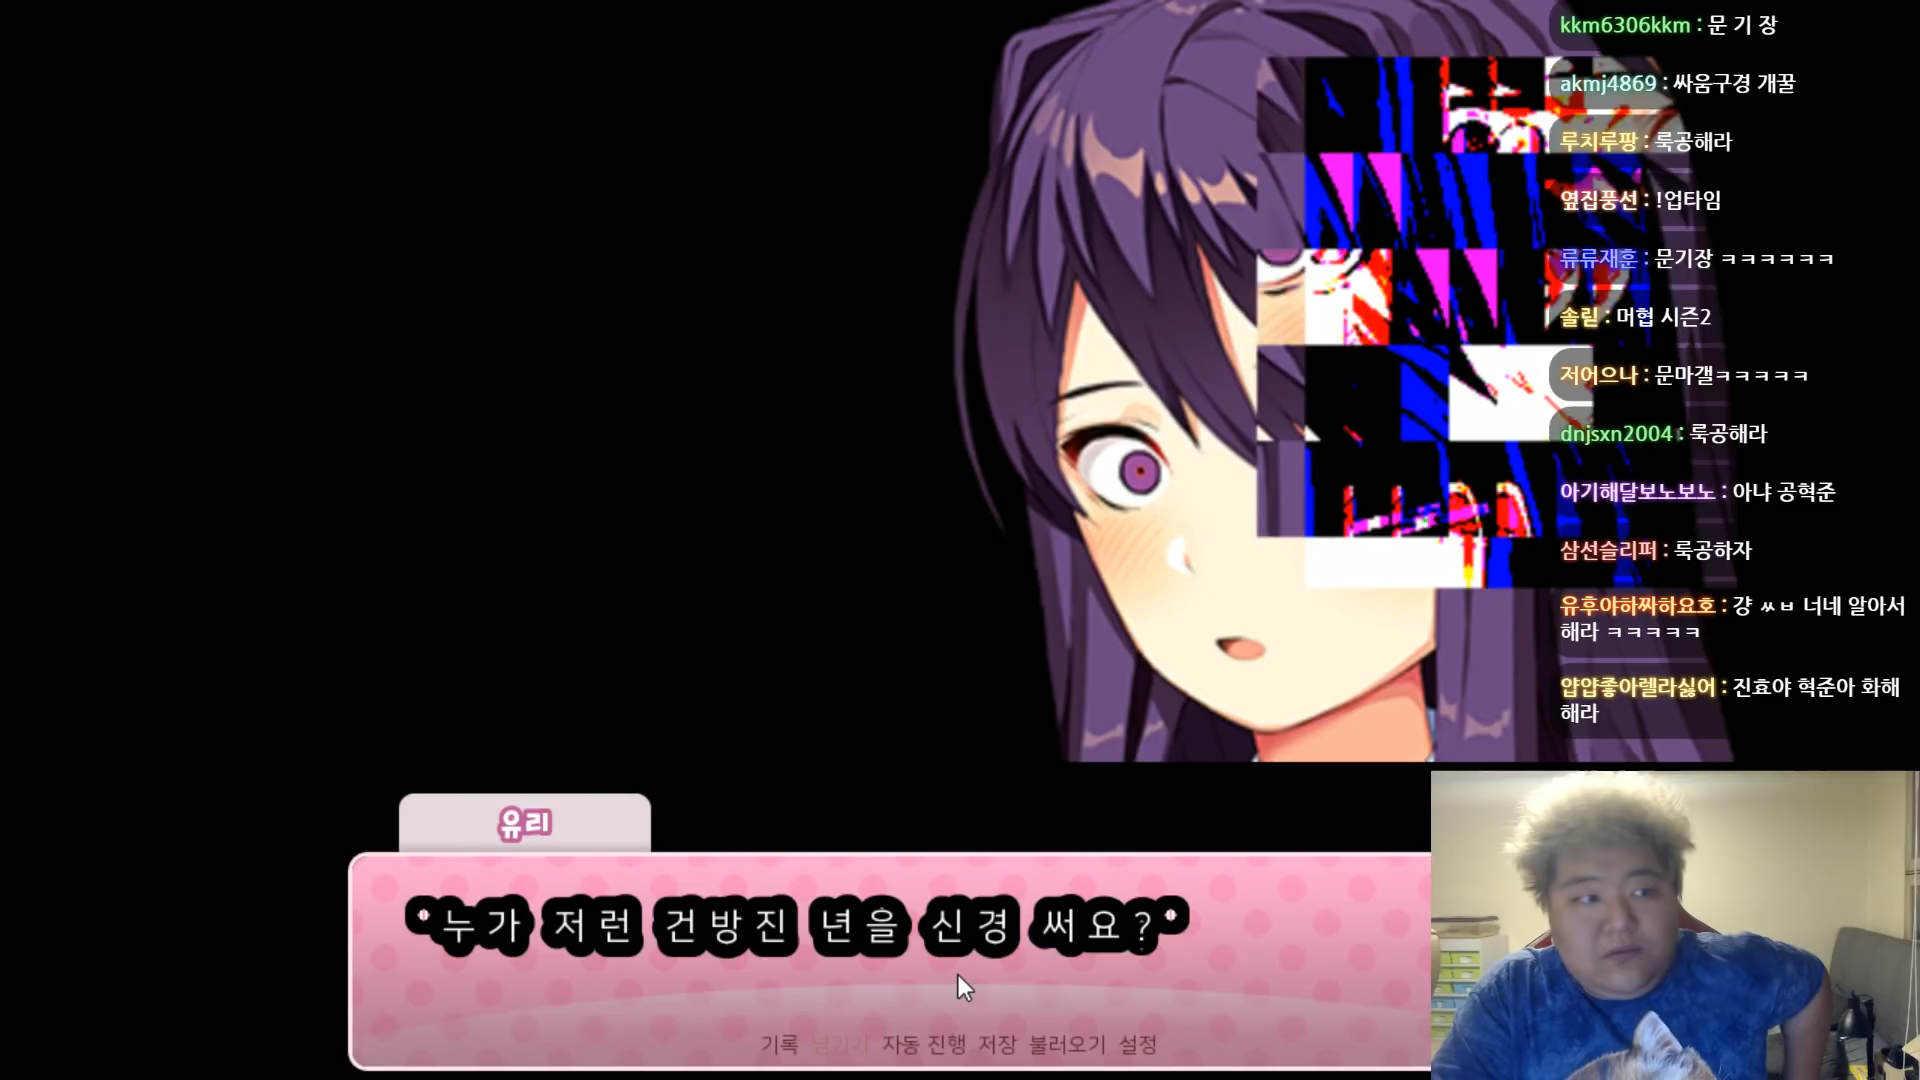 kkm6306kkm : 문 기 장
akmj4869 : 싸움구경 개꿀
루치루팡 : 룩공해라
옆집풍선 : !업타임
류류재훈 : 문기장 ㅋㅋㅋㅋㅋㅋ
솔릳 : 머협 시즌2
저어으나 : 문마갤ㅋㅋㅋㅋㅋ
dnjsxn2004 : 룩공해라
아기해달보노보노 : 아냐 공혁준
삼선슬리퍼 : 룩공하자
유후야하짜하요호 : 걍 ㅆㅂ 너네 알아서
해라 ㅋㅋㅋㅋㅋ
얍얍좋아렐라싫어 : 진효야 혁준아 화해
해라
유리
"누가 저런 건방진 년을 신경 써요?"
기록 넘기기 자동 진행 저장 불러오기 설정